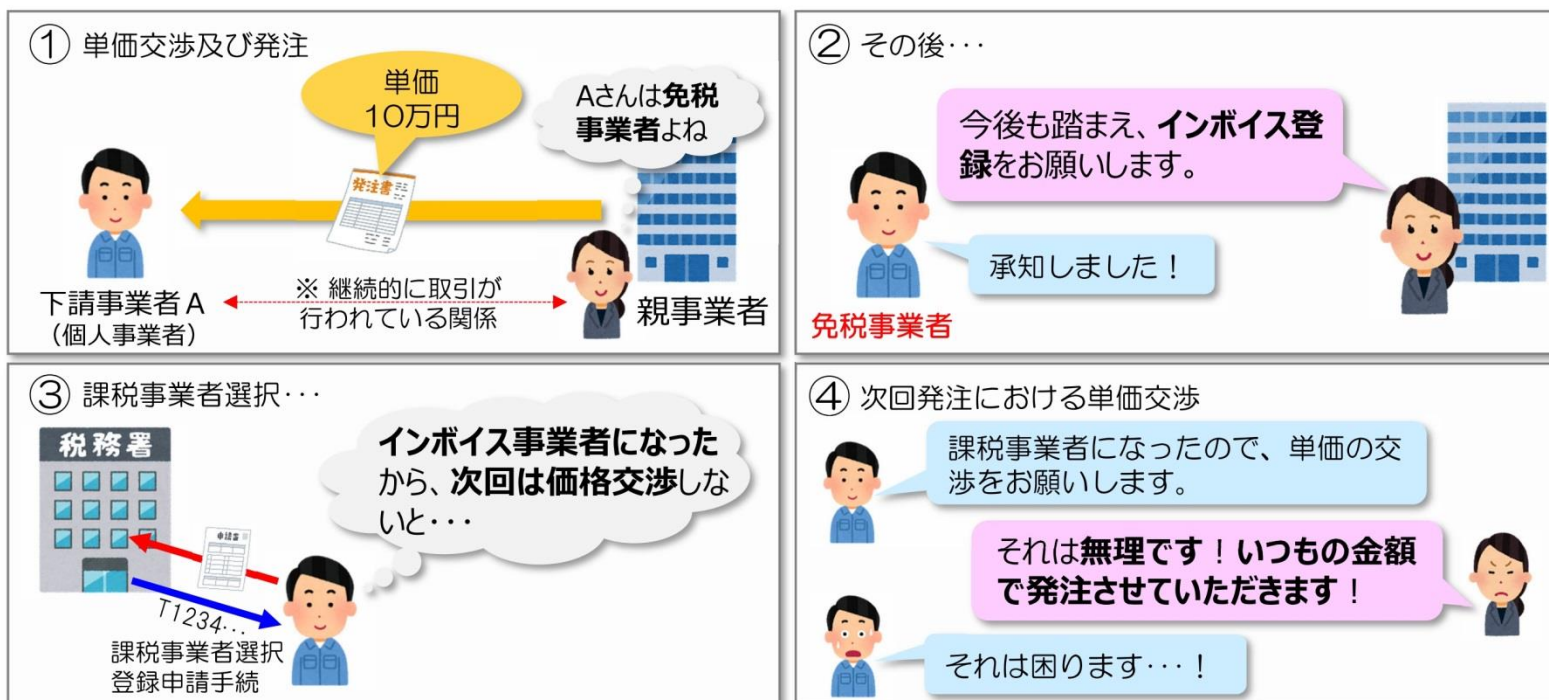 ① 単価交渉及び発注
単価
10万円
Aさんは免税
事業者よね
発注書
下請事業者A
(個人事業者)
※ 継続的に取引が
行われている関係
親事業者
② その後･･･
今後も踏まえ、インボイス登
録をお願いします。
承知しました！
免税事業者
③ 課税事業者選択･･･
税務署
インボイス事業者になった
から、次回は価格交渉しな
いと･･･
申請書
T1234･･･
課税事業者選択
登録申請手続
④ 次回発注における単価交渉
課税事業者になったので、単価の交
渉をお願いします。
それは無理です！いつもの金額
で発注させていただきます！
それは困ります･･･！